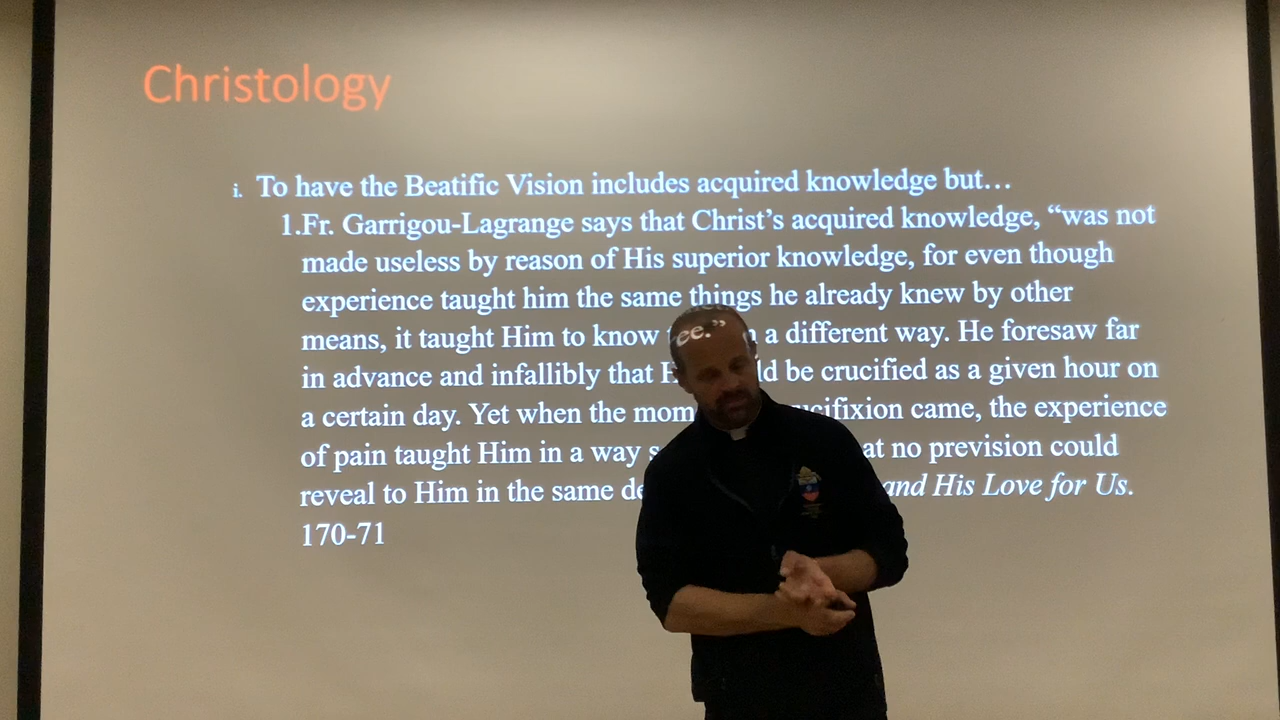 Christology
i. To have the Beatific Vision includes acquired knowledge but…
1.Fr. Garrigou-Lagrange says that Christ’s acquired knowledge, “was not
made useless by reason of His superior knowledge, for even though
experience taught him the same things he already knew by other
means, it taught Him to know a different way. He foresaw far
in advance and infallibly that be crucified as a given hour on
a certain day. Yet when the came, the experience
of pain taught Him in a way no prevision could
reveal to Him in the same ee.” and His Love for Us.
170-71